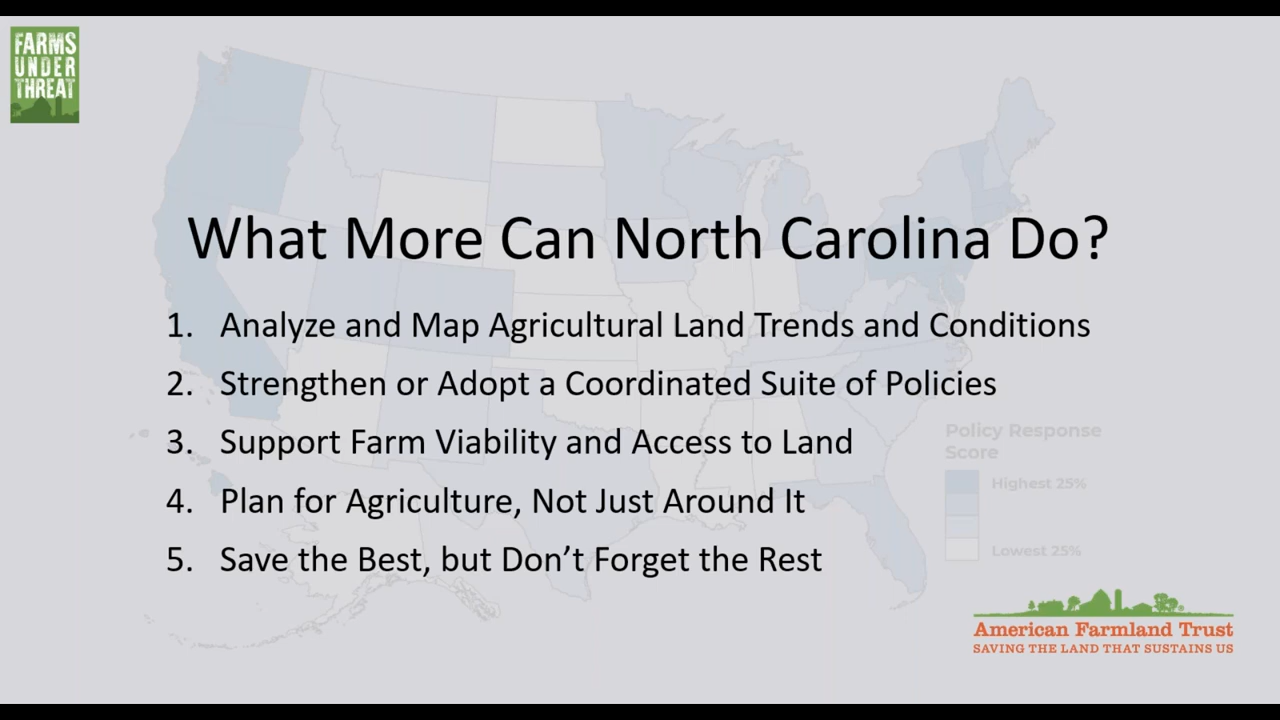 FARMS
UNDER
THREAT
What More Can North Carolina Do?
1. Analyze and Map Agricultural Land Trends and Conditions
2. Strengthen or Adopt a Coordinated Suite of Policies
3. Support Farm Viability and Access to Land
4. Plan for Agriculture, Not Just Around It
5. Save the Best, but Don’t Forget the Rest
Policy Response
Score
Highest 25%
Lowest 25%
American Farmland Trust
SAVING THE LAND THAT SUSTAINS US